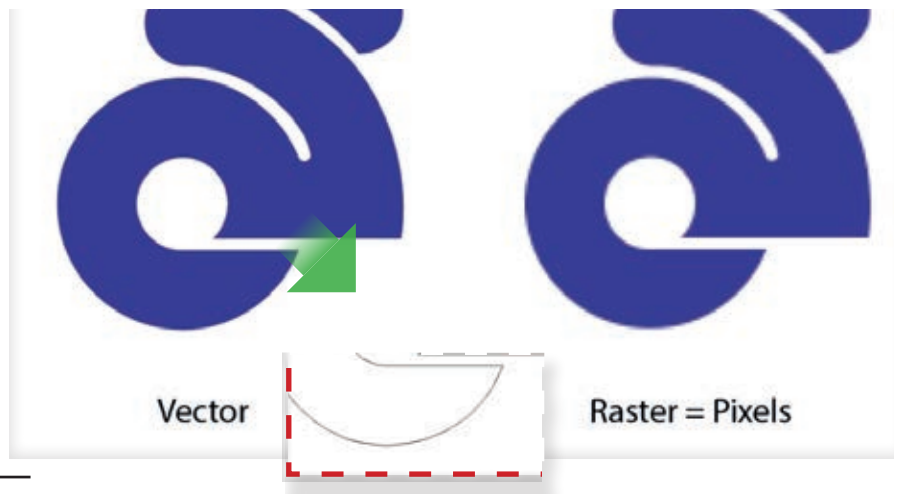 Vector
Raster = Pixels